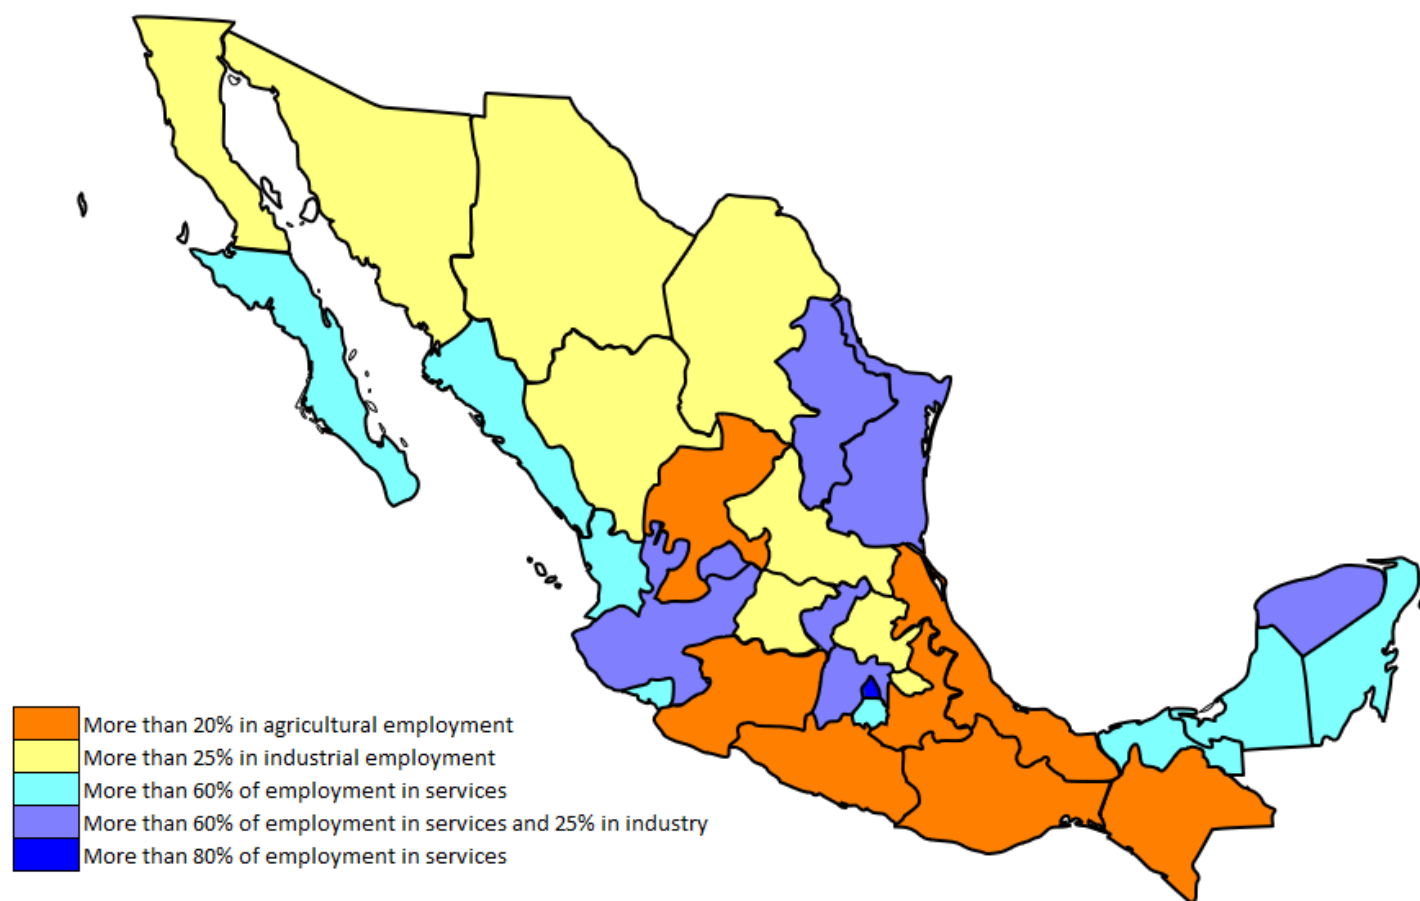 More than 20% in agricultural employment
More than 25% in industrial employment
More than 60% of employment in services
More than 60% of employment in services and 25% in industry
More than 80% of employment in services